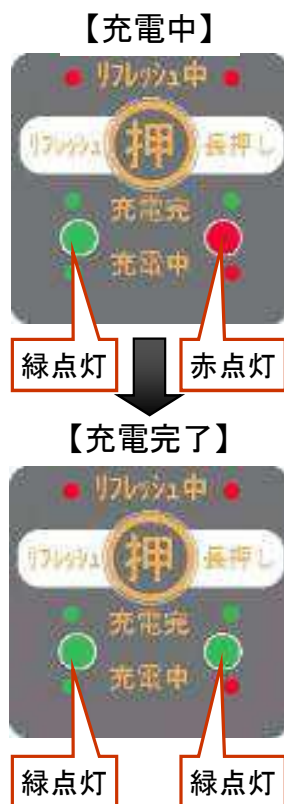 【充電中】
リフレッシュ中
リフレッシュ 押 長押し
充電完
充電中
緑点灯 赤点灯
【充電完了】
リフレッシュ中
リフレッシュ 押 長押し
充電完
充電中
緑点灯 緑点灯